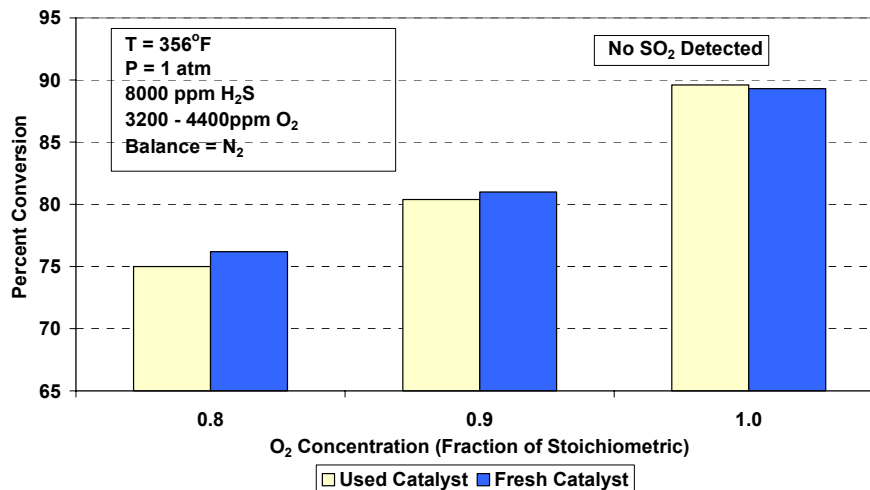 95
90
85
80
75
70
65
Percent Conversion
T = 356°F
P = 1 atm
8000 ppm H₂S
3200 - 4400ppm O₂
Balance = N₂
No SO₂ Detected
0.8
0.9
1.0
O₂ Concentration (Fraction of Stoichiometric)
Used Catalyst
Fresh Catalyst